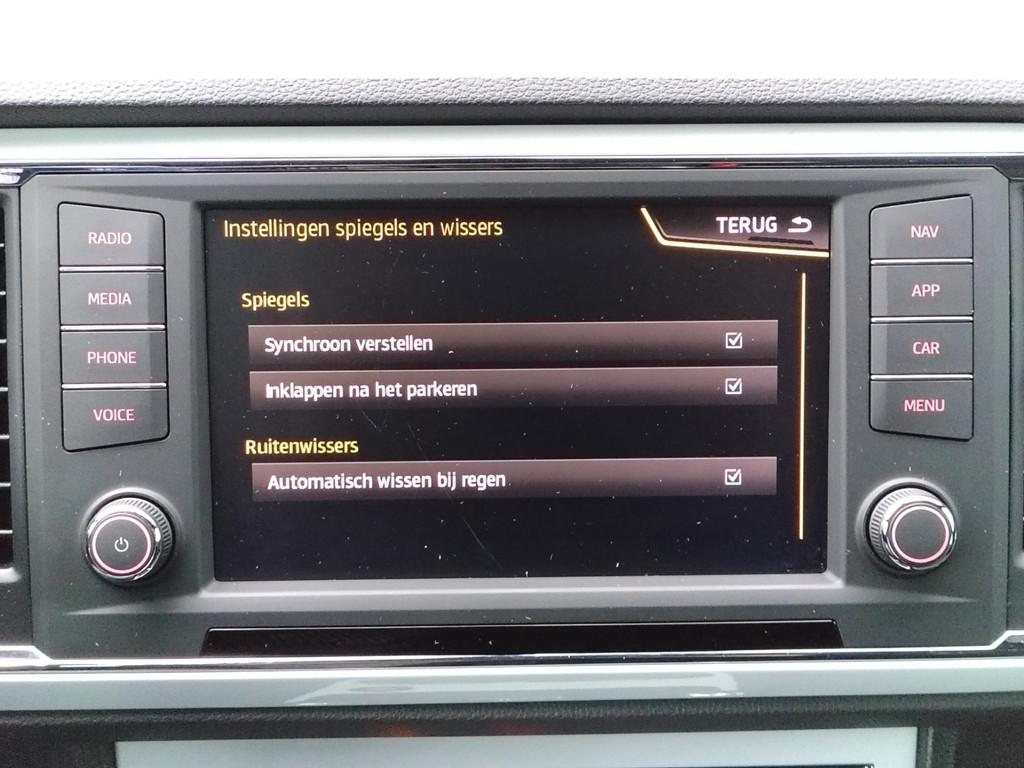 Instellingen spiegels en wissers
TERUG
Spiegels
Synchroon verstellen
Inklappen na het parkeren
Ruitenwissers
Automatisch wissen bij regen
RADIO
MEDIA
PHONE
VOICE
NAV
APP
CAR
MENU